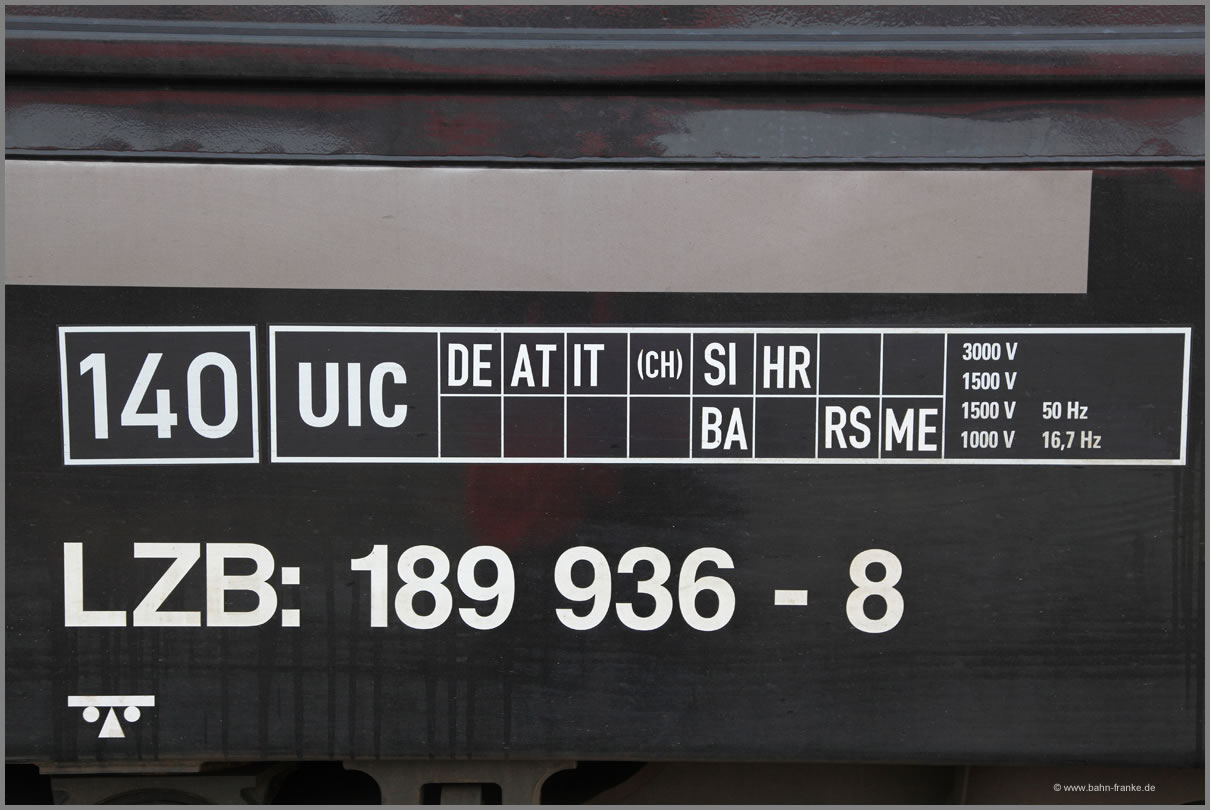 140 UIC DE AT IT (CH) SI HR
BA RS ME
3000 V
1500 V
1500 V 50 Hz
1000 V 16,7 Hz
LZB: 189 936 - 8
© www.bahn-franke.de